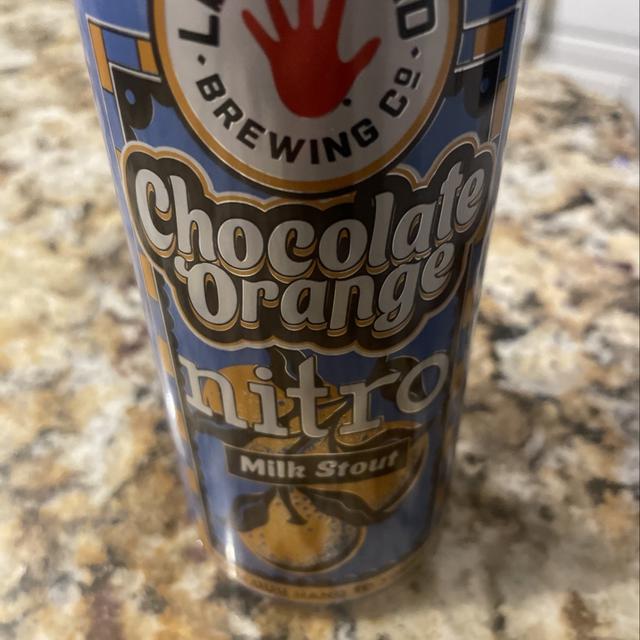 BREWING Co.
Chocolate
Orange
nitro
Milk Stout